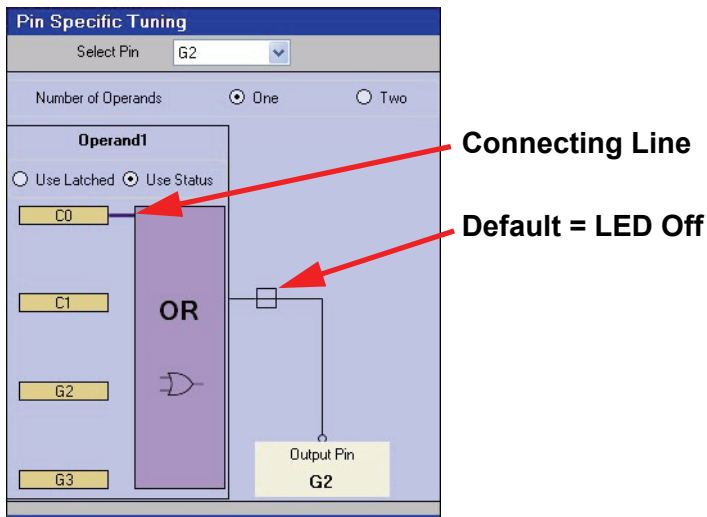 Pin Specific Tuning
Select Pin G2
Number of Operands One Two
Operand1
Use Latched Use Status
C0
C1
OR
G2
G3
Output Pin
G2
Connecting Line
Default = LED Off